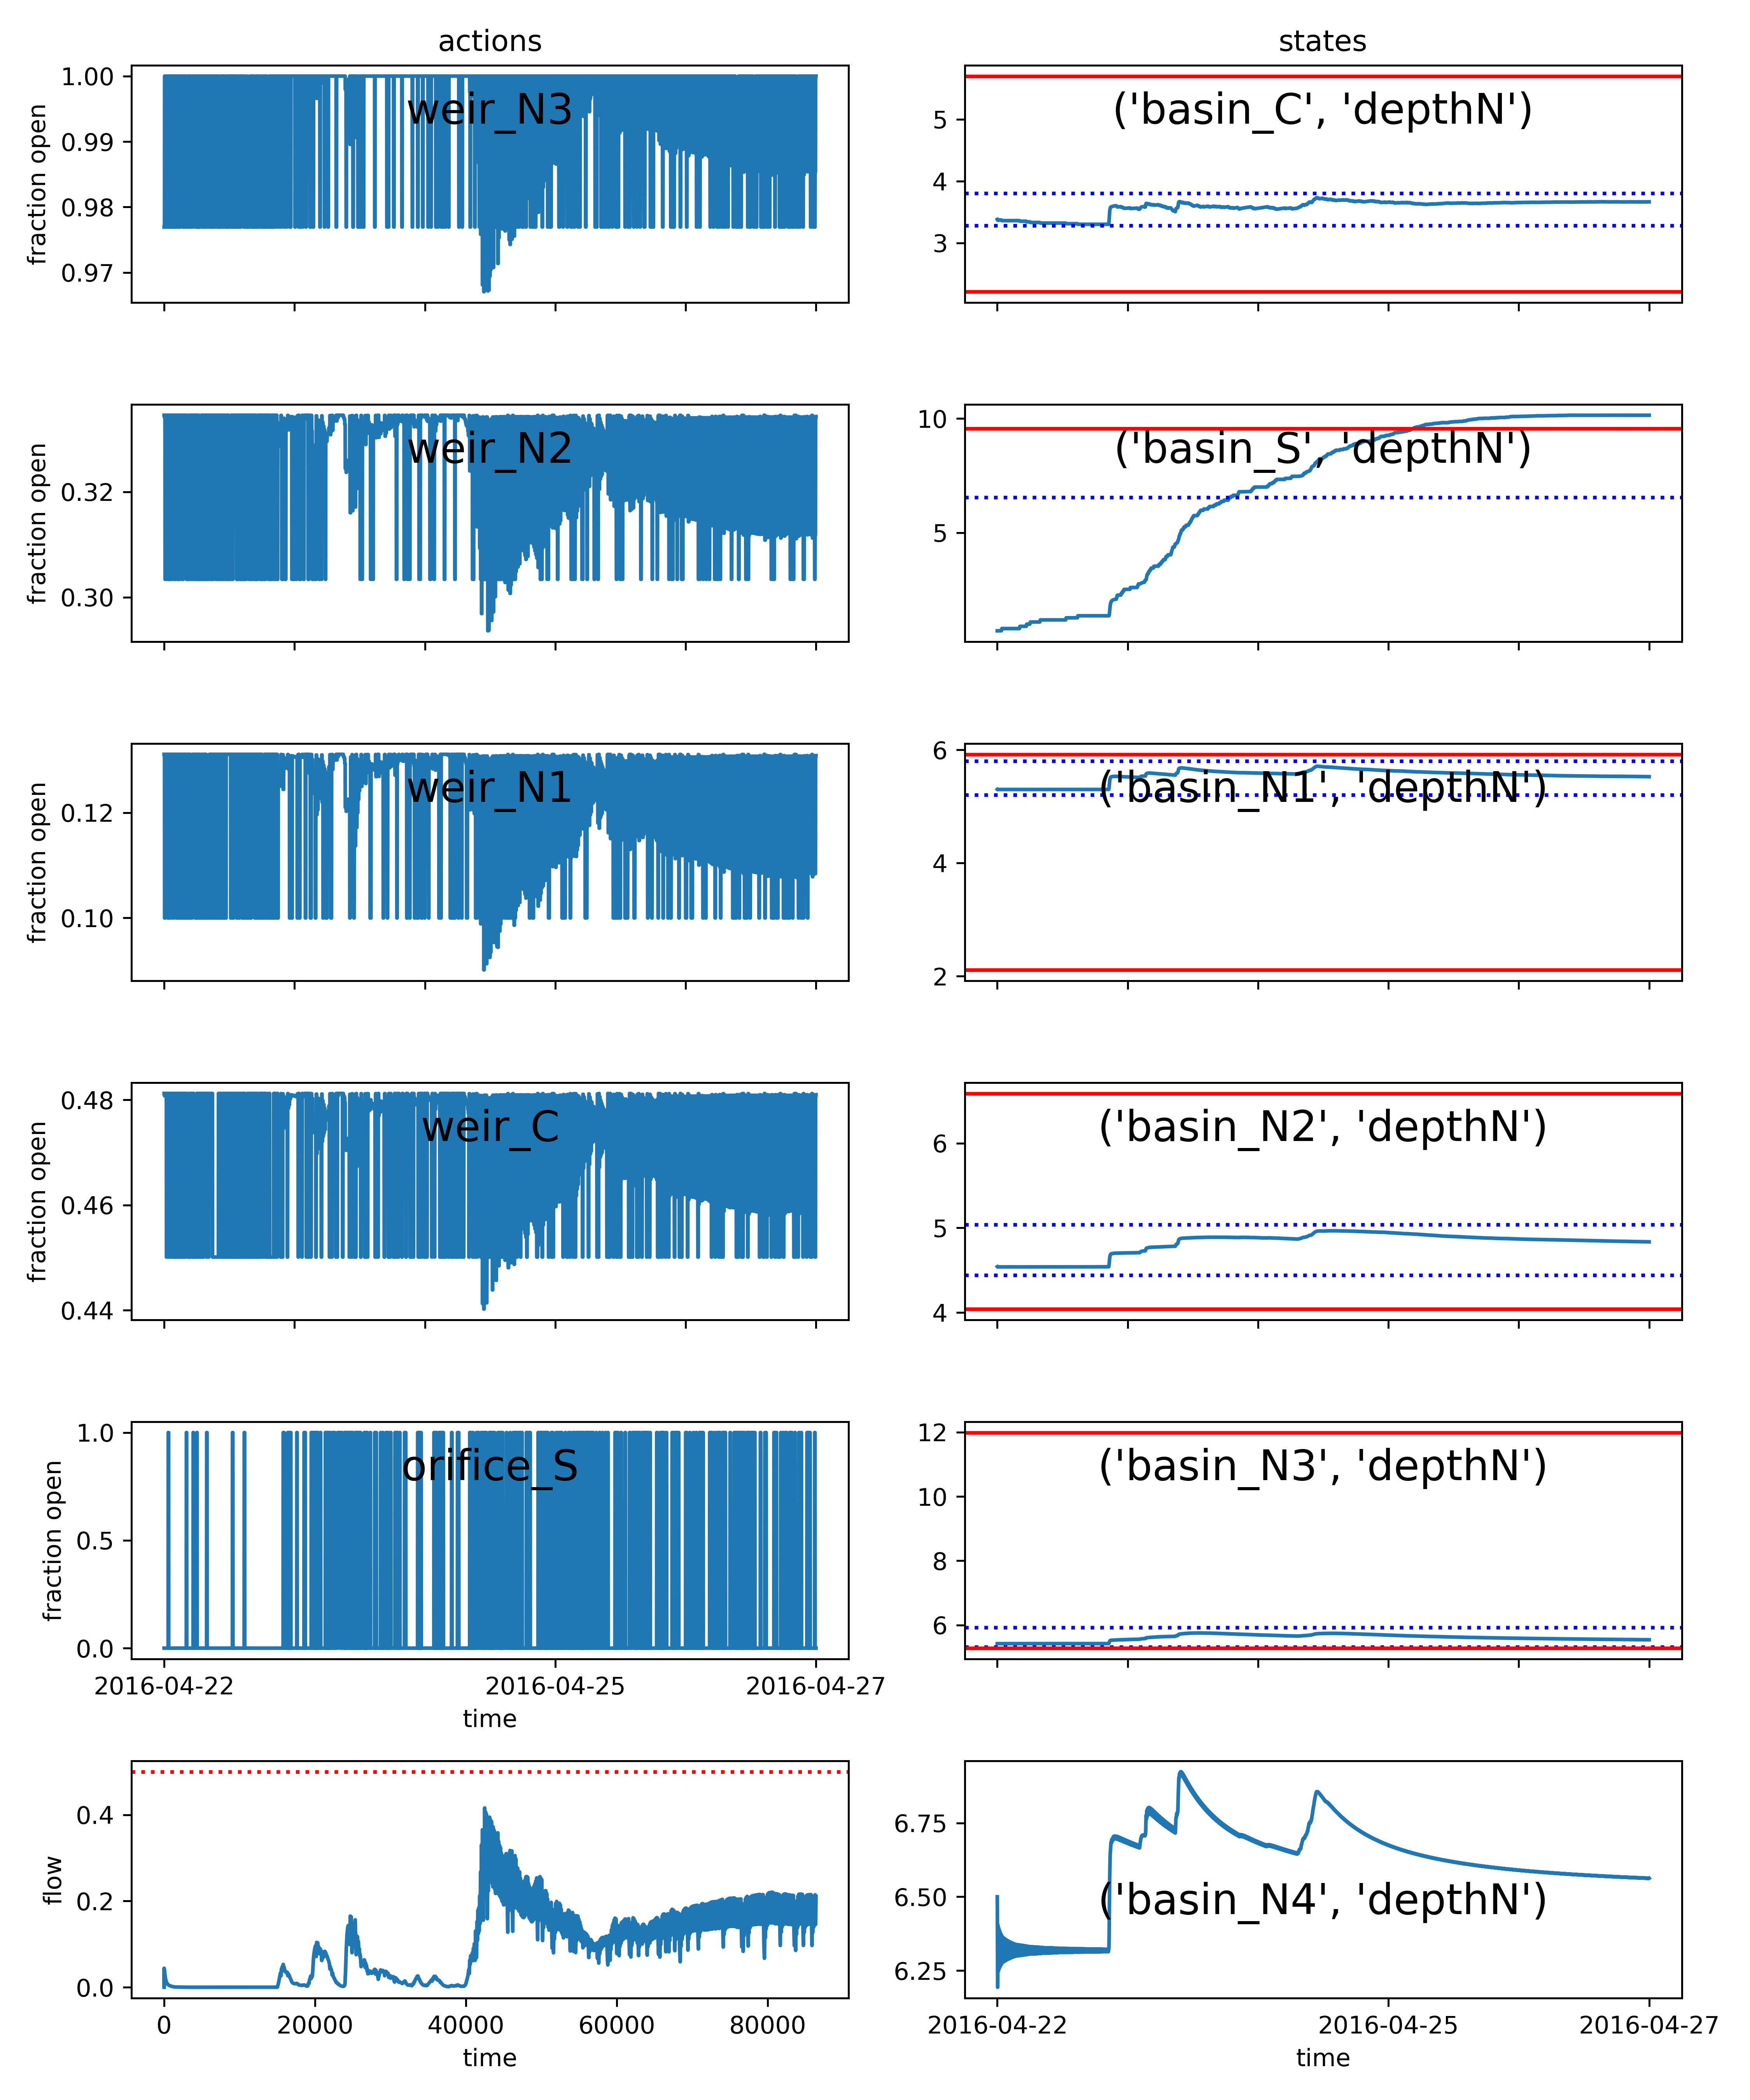 actions
1.00
0.99
0.98
0.97
fraction open
weir_N3
states
5
4
3
('basin_C', 'depthN')
0.32
0.30
fraction open
weir_N2
10
5
('basin_S', 'depthN')
0.12
0.10
fraction open
weir_N1
6
4
2
('basin_N1', 'depthN')
0.48
0.46
0.44
fraction open
weir_C
6
5
4
('basin_N2', 'depthN')
1.0
0.5
0.0
fraction open
orifice_S
2016-04-22 2016-04-25 2016-04-27
time
12
10
8
6
('basin_N3', 'depthN')
0.4
0.2
0.0
flow
0 20000 40000 60000 80000
time
6.75
6.50
6.25
('basin_N4', 'depthN')
2016-04-22 2016-04-25 2016-04-27
time